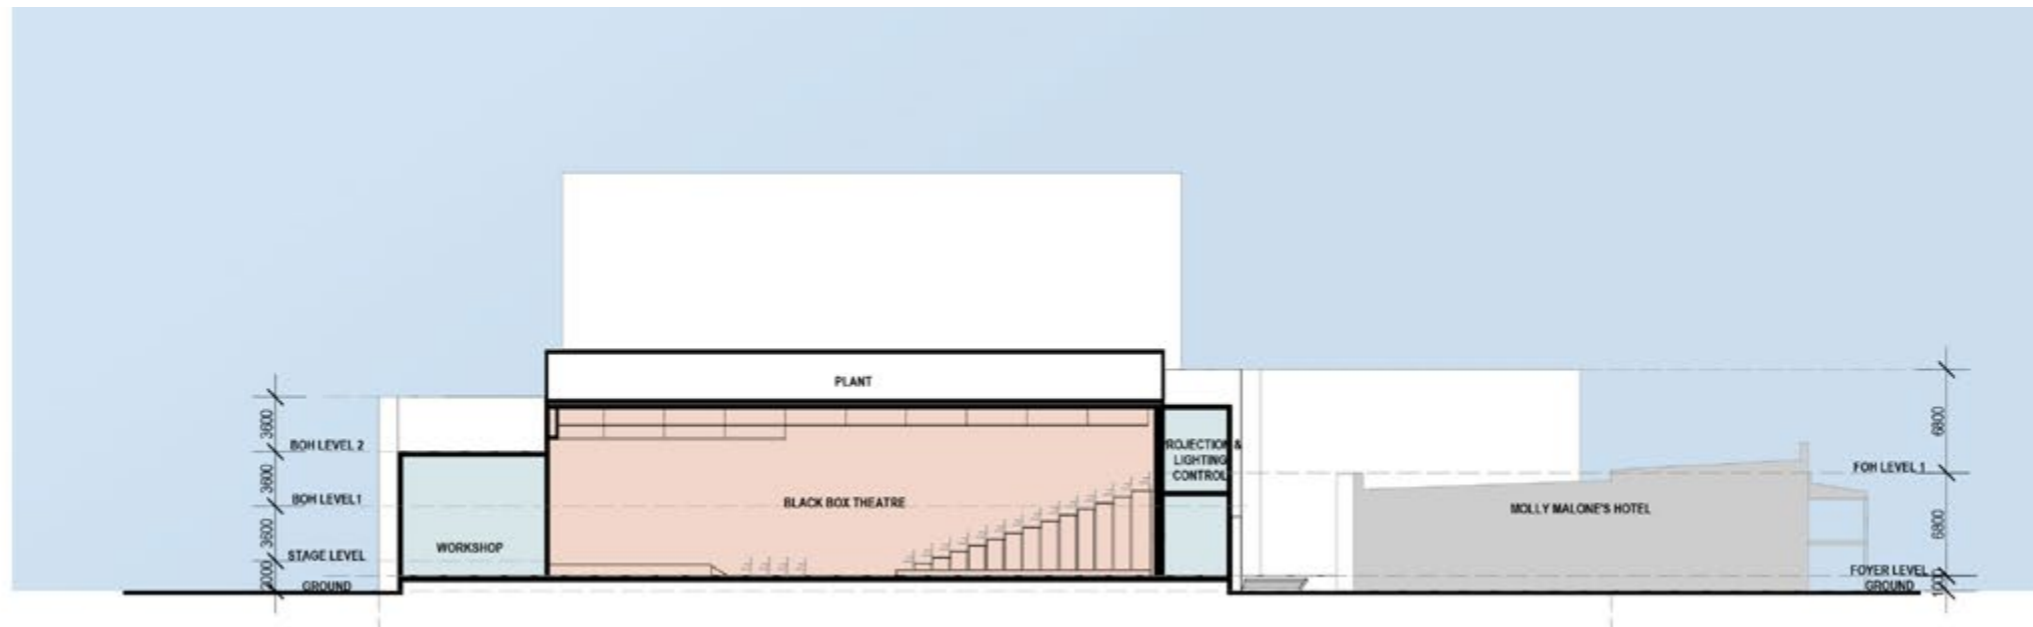 PLANT
3600
BOH LEVEL 2
3600
BOH LEVEL1
3600
STAGE LEVEL
2000
GROUND
WORKSHOP
BLACK BOX THEATRE
PROJECTION &
LIGHTING
CONTROL
MOLLY MALONE'S HOTEL
6800
FOH LEVEL 1
6800
FOYER LEVEL
GROUND
1000